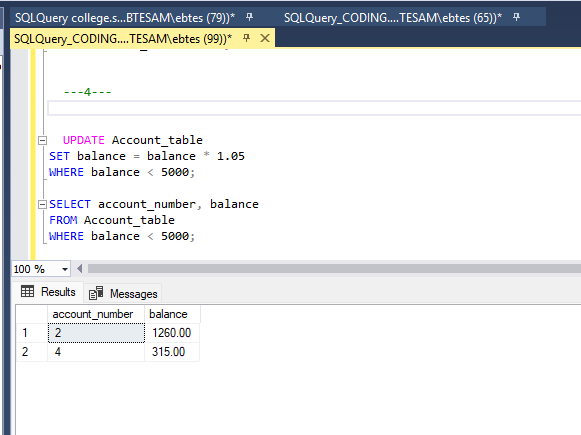 SQLQuery college.s...BTESAM\ebtes (79))*
SQLQuery_CODING....TESAM\ebtes (65))*
SQLQuery_CODING....TESAM\ebtes (99))*
---4---
UPDATE Account_table
SET balance = balance * 1.05
WHERE balance < 5000;
SELECT account_number, balance
FROM Account_table
WHERE balance < 5000;
100 %
Results Messages
account_number balance
1 2 1260.00
2 4 315.00